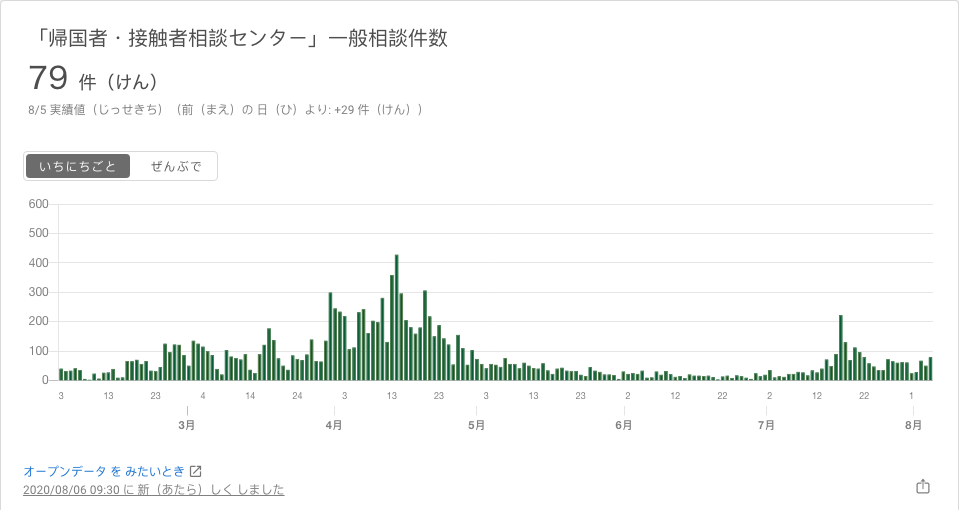 「帰国者・接触者相談センター」一般相談件数
79 件（けん）
8/5 実績値（じっせきち）（前（まえ）の 日（ひ）より: +29 件（けん））
いちにちごと ぜんぶで
600
500
400
300
200
100
0
3 13 23 4 14 24 3 13 23 3 13 23 2 12 22 2 12 22 1
3月 4月 5月 6月 7月 8月
オープンデータ を みたいとき
2020/08/06 09:30 に 新（あたら）しく しました